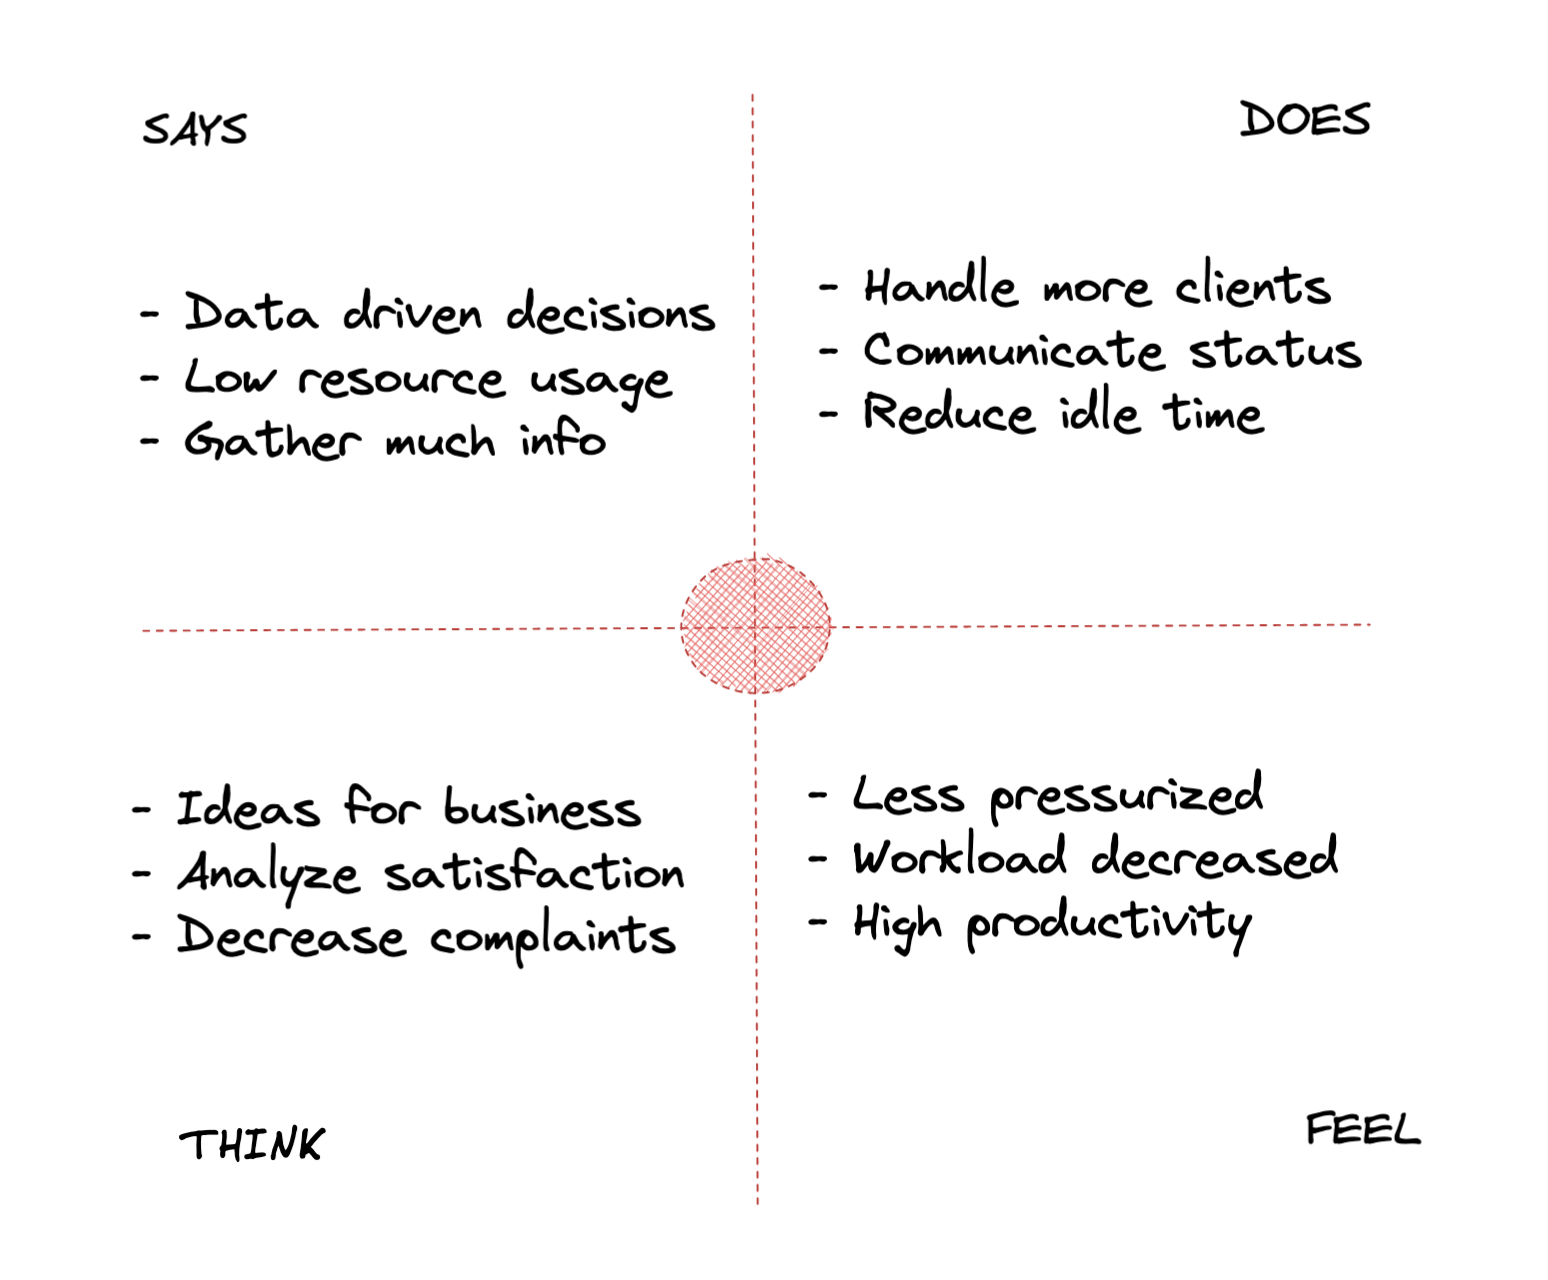 SAYS
- Data driven decisions
- Low resource usage
- Gather much info
DOES
- Handle more clients
- Communicate status
- Reduce idle time
- Ideas for business
- Analyze satisfaction
- Decrease complaints
THINK
- Less pressurized
- Workload decreased
- High productivity
FEEL